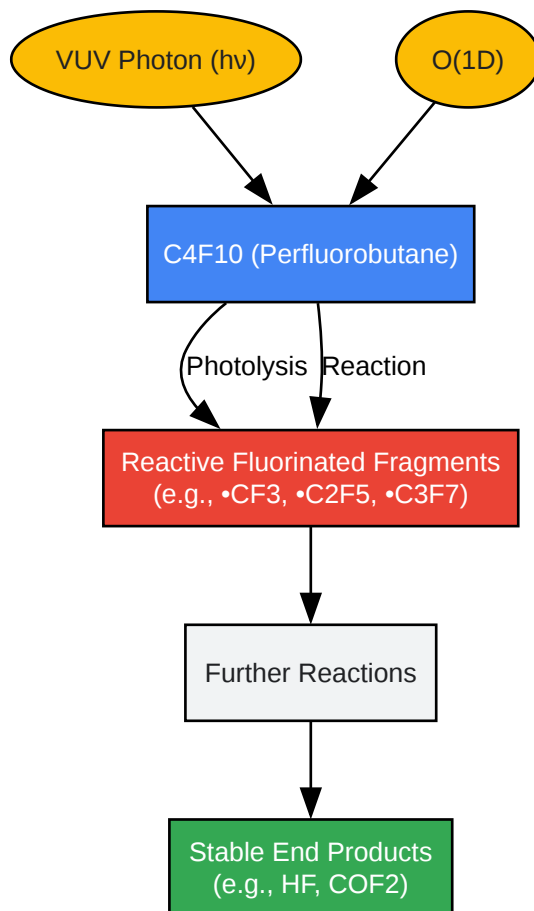 VUV Photon (hν)
O(1D)
C4F10 (Perfluorobutane)
Photolysis
Reaction
Reactive Fluorinated Fragments
(e.g., •CF3, •C2F5, •C3F7)
Further Reactions
Stable End Products
(e.g., HF, COF2)